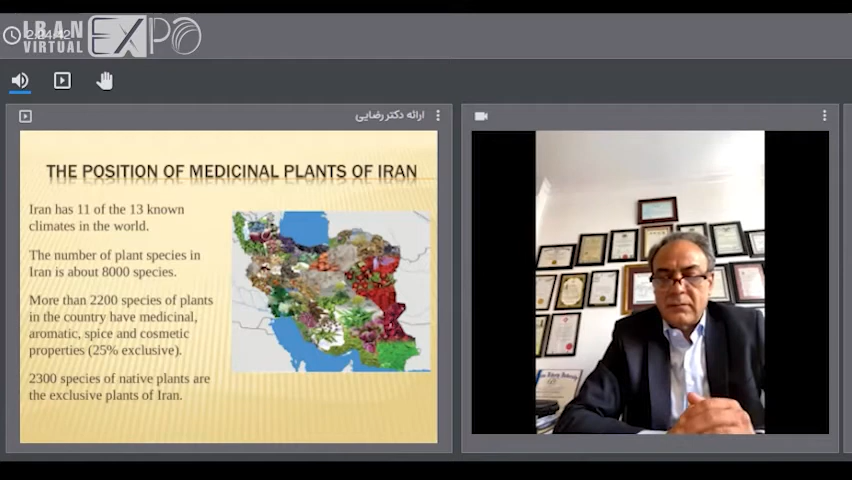 IRAN EXPO
VIRTUAL
ارائه دکتر رضایی
THE POSITION OF MEDICINAL PLANTS OF IRAN
Iran has 11 of the 13 known
climates in the world.
The number of plant species in
Iran is about 8000 species.
More than 2200 species of plants
in the country have medicinal,
aromatic, spice and cosmetic
properties (25% exclusive).
2300 species of native plants are
the exclusive plants of Iran.